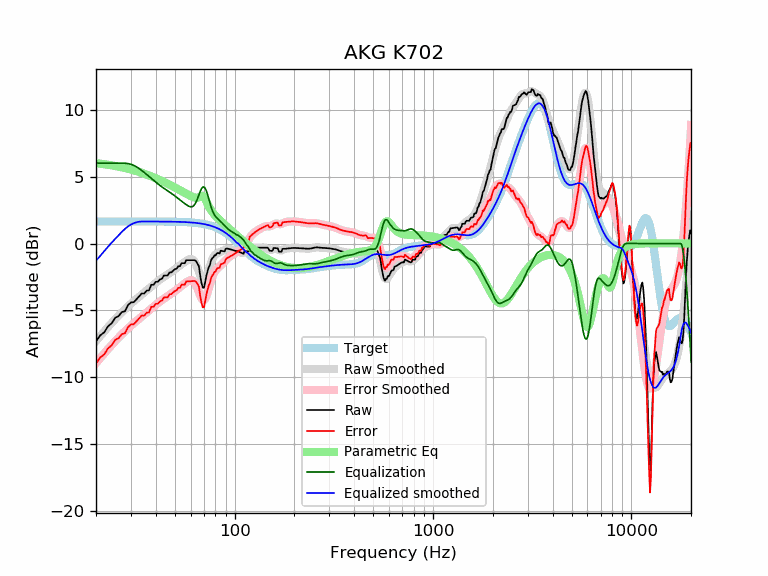 AKG K702
Amplitude (dBr)
10
5
0
−5
−10
−15
−20
Target
Raw Smoothed
Error Smoothed
Raw
Error
Parametric Eq
Equalization
Equalized smoothed
100 1000 10000
Frequency (Hz)